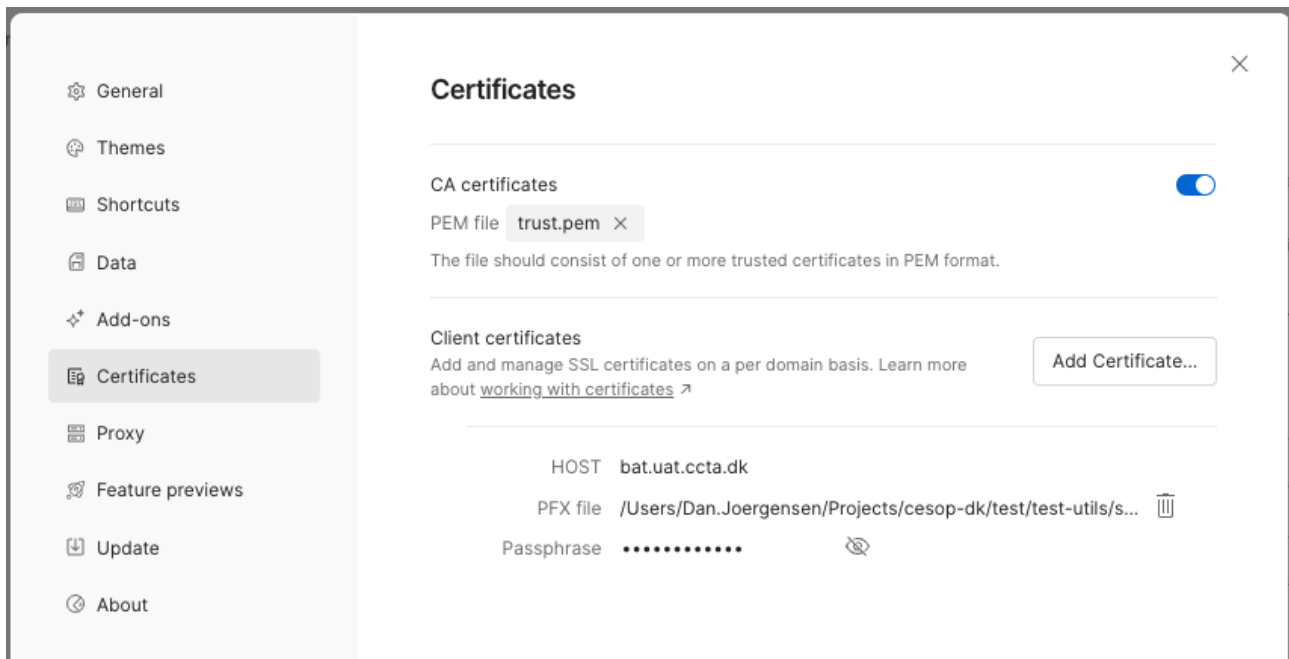 General
Themes
Shortcuts
Data
Add-ons
Certificates
Proxy
Feature previews
Update
About
Certificates
CA certificates
PEM file trust.pem
The file should consist of one or more trusted certificates in PEM format.
Client certificates
Add and manage SSL certificates on a per domain basis. Learn more
about working with certificates ↗
Add Certificate...
HOST bat.uat.ccta.dk
PFX file /Users/Dan.Joergensen/Projects/cesop-dk/test/test-utils/s...
Passphrase ••••••••••••